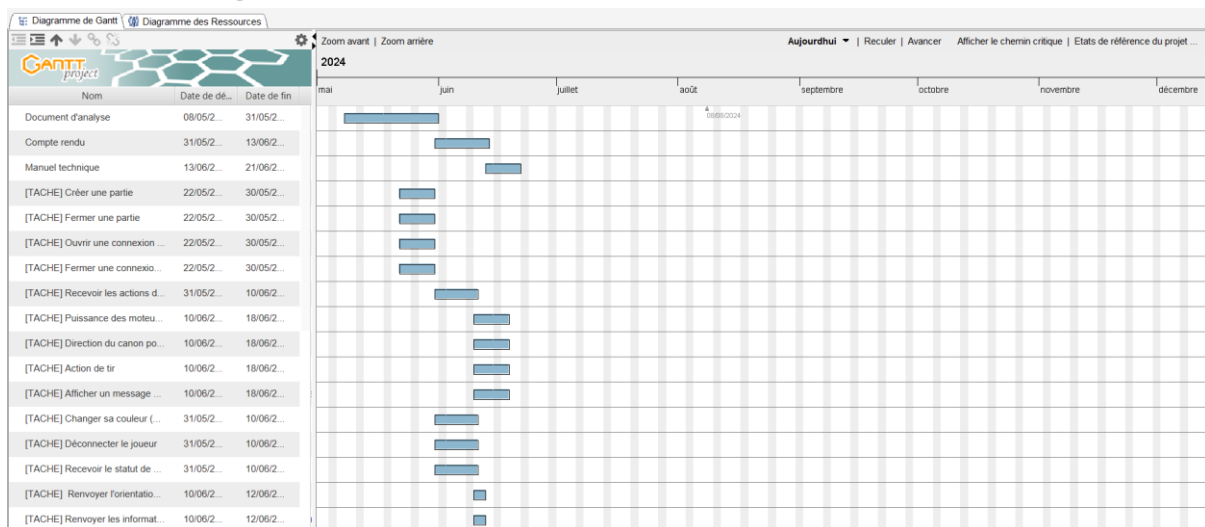 Diagramme de Gantt Diagramme des Ressources
Zoom avant | Zoom arrière Aujourdhui | Reculer | Avancer Afficher le chemin critique | Etats de référence du projet ...
GANTT project
2024
mai juin juillet août septembre octobre novembre décembre
Nom Date de dé... Date de fin
08/08/2024
Document d'analyse 08/05/2... 31/05/2...
Compte rendu 31/05/2... 13/06/2...
Manuel technique 13/06/2... 21/06/2...
[TACHE] Créer une partie 22/05/2... 30/05/2...
[TACHE] Fermer une partie 22/05/2... 30/05/2...
[TACHE] Ouvrir une connexion ... 22/05/2... 30/05/2...
[TACHE] Fermer une connexio... 22/05/2... 30/05/2...
[TACHE] Recevoir les actions d... 31/05/2... 10/06/2...
[TACHE] Puissance des moteu... 10/06/2... 18/06/2...
[TACHE] Direction du canon po... 10/06/2... 18/06/2...
[TACHE] Action de tir 10/06/2... 18/06/2...
[TACHE] Afficher un message ... 10/06/2... 18/06/2...
[TACHE] Changer sa couleur (... 31/05/2... 10/06/2...
[TACHE] Déconnecter le joueur 31/05/2... 10/06/2...
[TACHE] Recevoir le statut de ... 31/05/2... 10/06/2...
[TACHE] Renvoyer l'orientatio... 10/06/2... 12/06/2...
[TACHE] Renvoyer les informat... 10/06/2... 12/06/2...